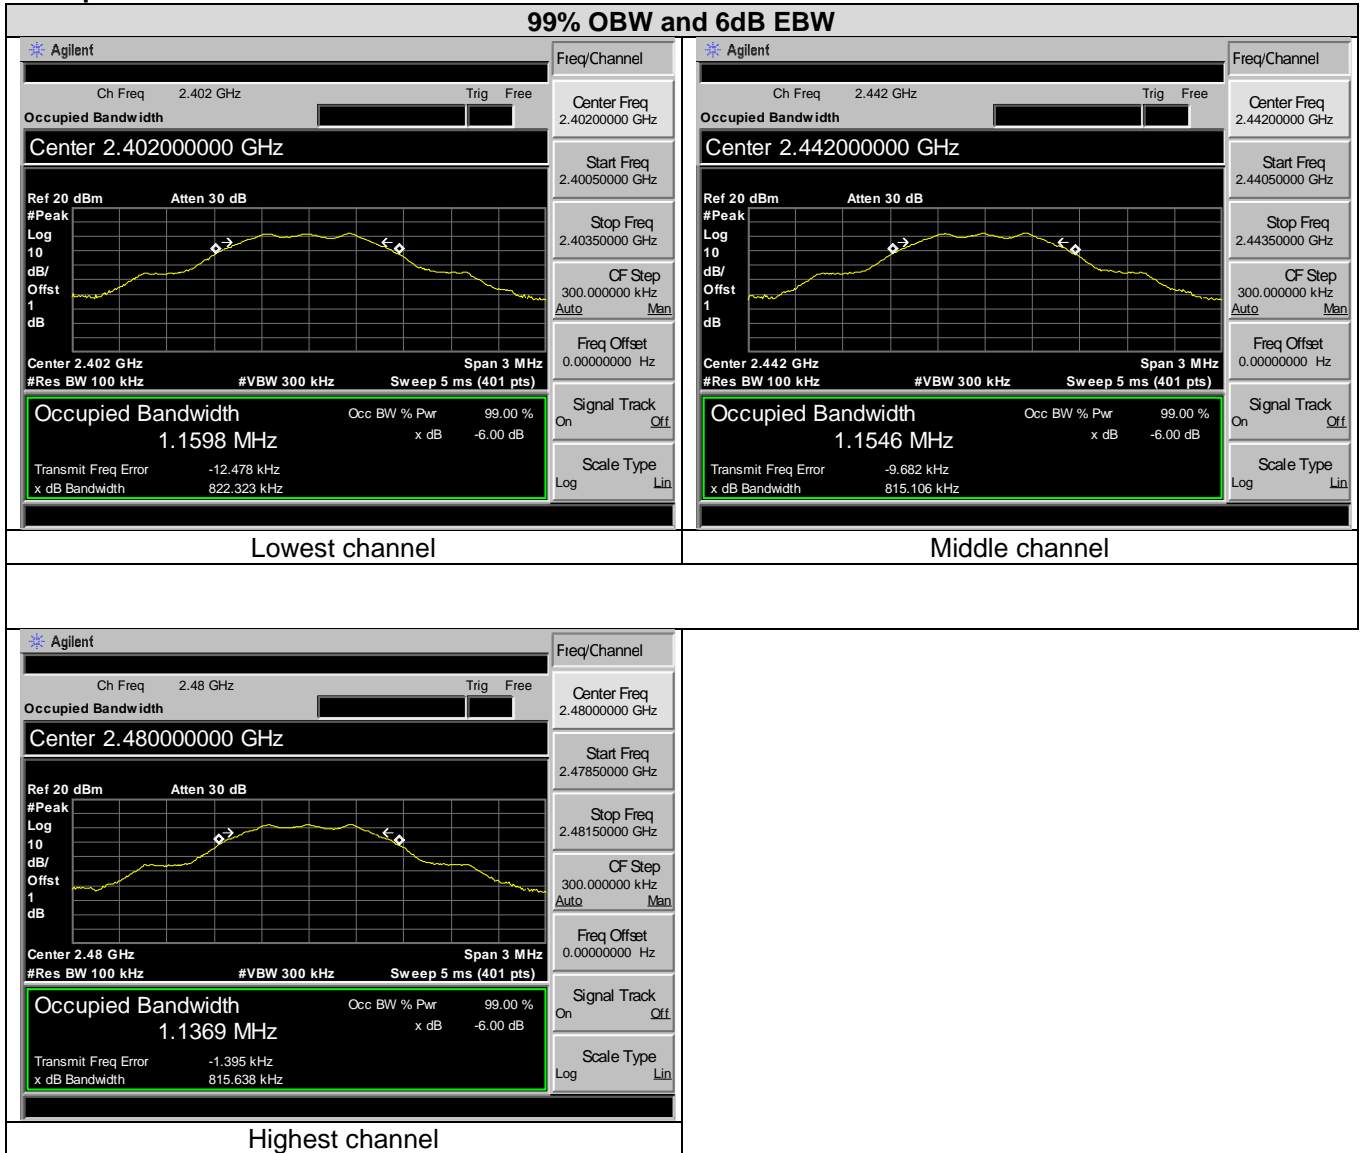 99% OBW and 6dB EBW
Agilent
Freq/Channel
Ch Freq 2.402 GHz Trig Free
Occupied Bandwidth
Center 2.402000000 GHz
Ref 20 dBm Atten 30 dB
#Peak
Log
10
dB/
Offst
1
dB
Center 2.402 GHz Span 3 MHz
#Res BW 100 kHz #VBW 300 kHz Sweep 5 ms (401 pts)
Occupied Bandwidth Occ BW % Pwr 99.00 %
1.1598 MHz x dB -6.00 dB
Transmit Freq Error -12.478 kHz
x dB Bandwidth 822.323 kHz
Center Freq
2.40200000 GHz
Start Freq
2.40050000 GHz
Stop Freq
2.40350000 GHz
CF Step
300.000000 kHz
Auto Man
Freq Offset
0.00000000 Hz
Signal Track
On Off
Scale Type
Log Lin
Lowest channel
Agilent
Freq/Channel
Ch Freq 2.442 GHz Trig Free
Occupied Bandwidth
Center 2.442000000 GHz
Ref 20 dBm Atten 30 dB
#Peak
Log
10
dB/
Offst
1
dB
Center 2.442 GHz Span 3 MHz
#Res BW 100 kHz #VBW 300 kHz Sweep 5 ms (401 pts)
Occupied Bandwidth Occ BW % Pwr 99.00 %
1.1546 MHz x dB -6.00 dB
Transmit Freq Error -9.682 kHz
x dB Bandwidth 815.106 kHz
Center Freq
2.44200000 GHz
Start Freq
2.44050000 GHz
Stop Freq
2.44350000 GHz
CF Step
300.000000 kHz
Auto Man
Freq Offset
0.00000000 Hz
Signal Track
On Off
Scale Type
Log Lin
Middle channel
Agilent
Freq/Channel
Ch Freq 2.48 GHz Trig Free
Occupied Bandwidth
Center 2.480000000 GHz
Ref 20 dBm Atten 30 dB
#Peak
Log
10
dB/
Offst
1
dB
Center 2.48 GHz Span 3 MHz
#Res BW 100 kHz #VBW 300 kHz Sweep 5 ms (401 pts)
Occupied Bandwidth Occ BW % Pwr 99.00 %
1.1369 MHz x dB -6.00 dB
Transmit Freq Error -1.395 kHz
x dB Bandwidth 815.638 kHz
Center Freq
2.48000000 GHz
Start Freq
2.47850000 GHz
Stop Freq
2.48150000 GHz
CF Step
300.000000 kHz
Auto Man
Freq Offset
0.00000000 Hz
Signal Track
On Off
Scale Type
Log Lin
Highest channel